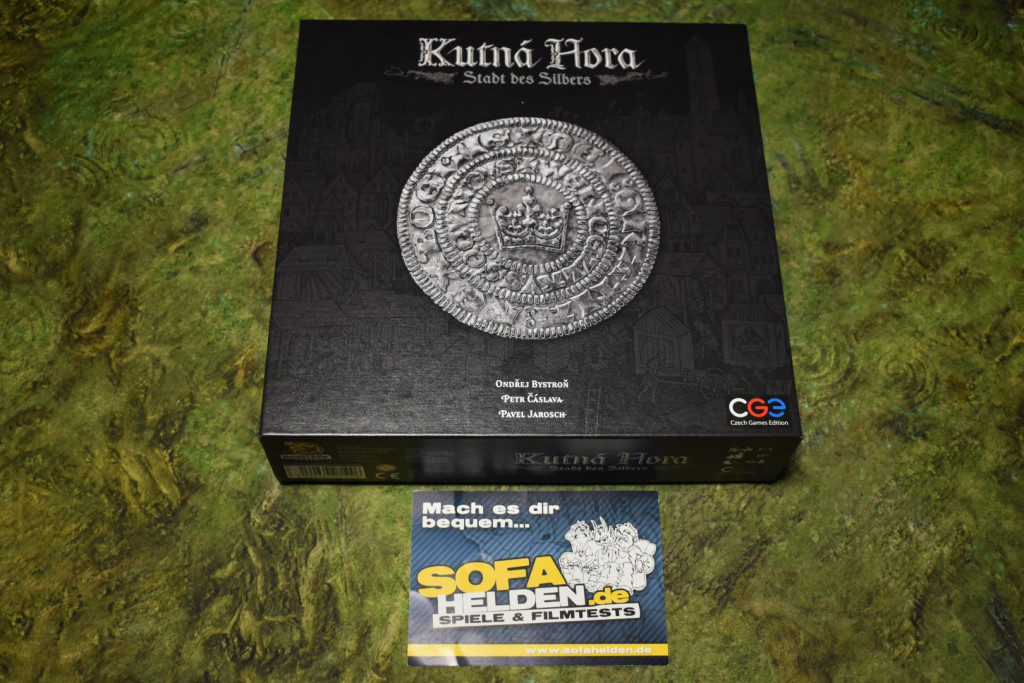 Kutná Hora
Stadt des Silbers
Ondřej Bystroň
Petr Čáslava
Pavel Jarosch
CGE
Czech Games Edition
Kutná Hora
Stadt des Silbers
CE
Mach es dir
bequem...
SOFA
HELDEN.de
SPIELE & FILMTESTS
www.sofahelden.de